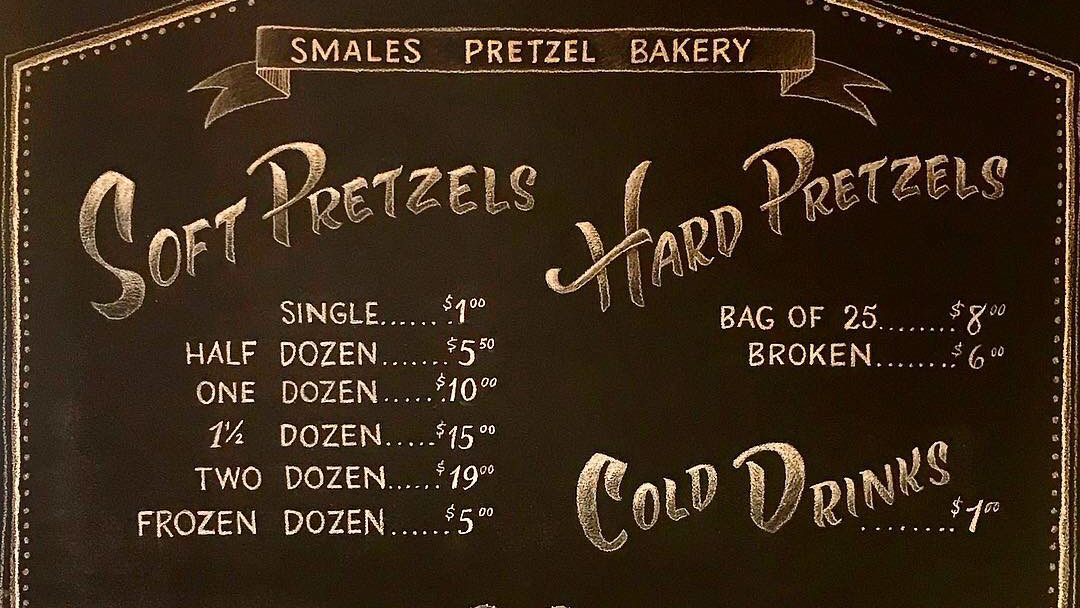 SMALES PRETZEL BAKERY
SOFT PRETZELS
SINGLE......$1.00
HALF DOZEN.......$5.50
ONE DOZEN......$10.00
1½ DOZEN......$15.00
TWO DOZEN......$19.00
FROZEN DOZEN......$5.00
HARD PRETZELS
BAG OF 25........$8.00
BROKEN.........$6.00
COLD DRINKS
.........$1.00